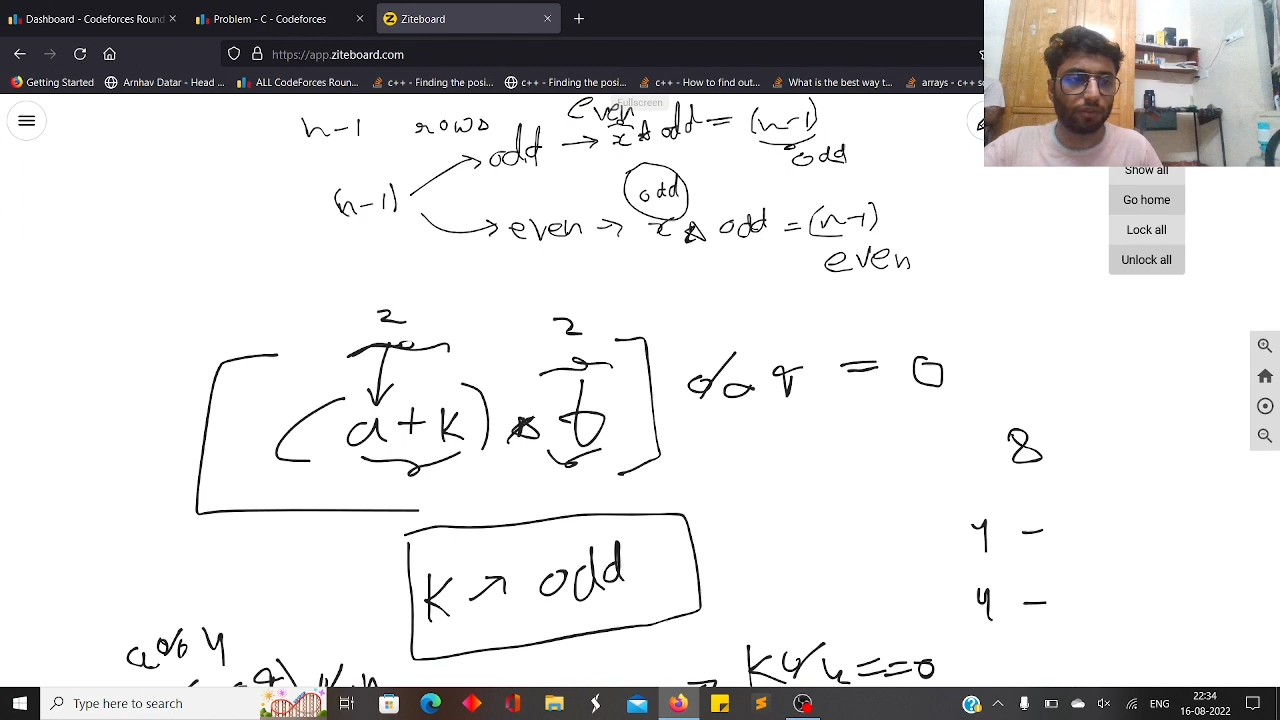 Dashboard - Codeforces Round
Problem - C - Codeforces
Ziteboard
https://app.ziteboard.com
Getting Started
Arnhav Datar - Head ...
ALL CodeForces Roun...
c++ - Finding the posi...
c++ - Finding the posi...
c++ - How to find out...
What is the best way t...
arrays - c++ s
Fullscreen
Show all
Go home
Lock all
Unlock all
n-1 rows
even
odd → x * odd = (n-1)
odd
(n-1)
odd
even → x * odd = (n-1)
even
2 2
[(a+k) * b] % 4 = 0
8
K → odd
4 -
4 -
a%4
→ K%4==0
Type here to search
ENG
22:34
16-08-2022